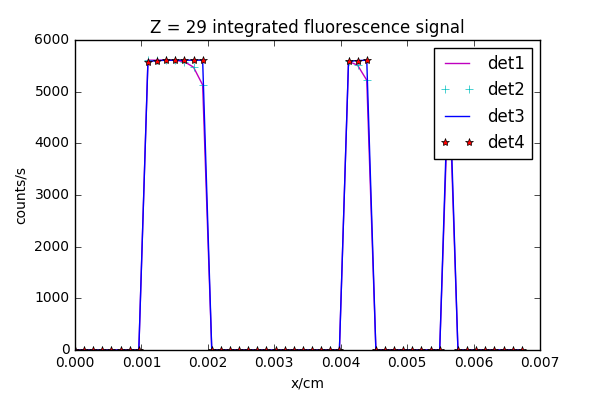 Z = 29 integrated fluorescence signal
6000
5000
4000
3000
2000
1000
0
counts/s
det1
det2
det3
det4
0.000 0.001 0.002 0.003 0.004 0.005 0.006 0.007
x/cm